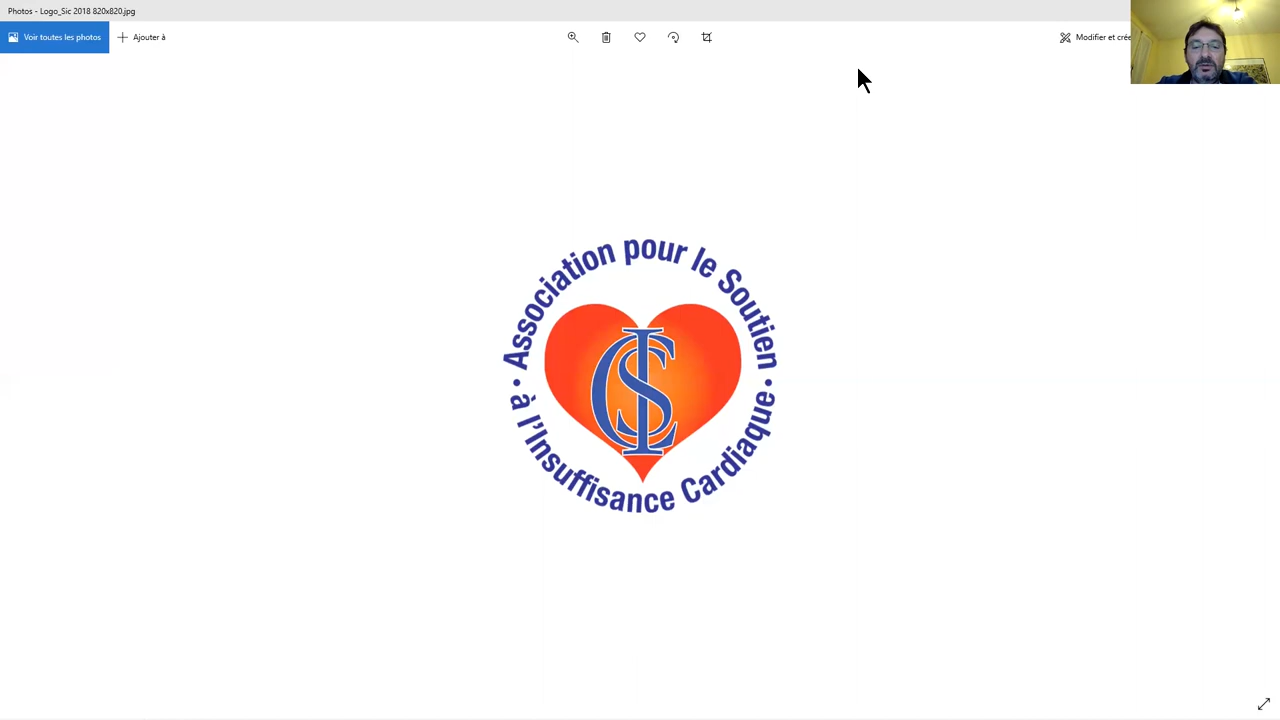 Photos - Logo_Sic 2018 820x820.jpg
Voir toutes les photos
Ajouter à
Modifier et crée
Association pour le Soutien
• à l'Insuffisance Cardiaque •
SIC